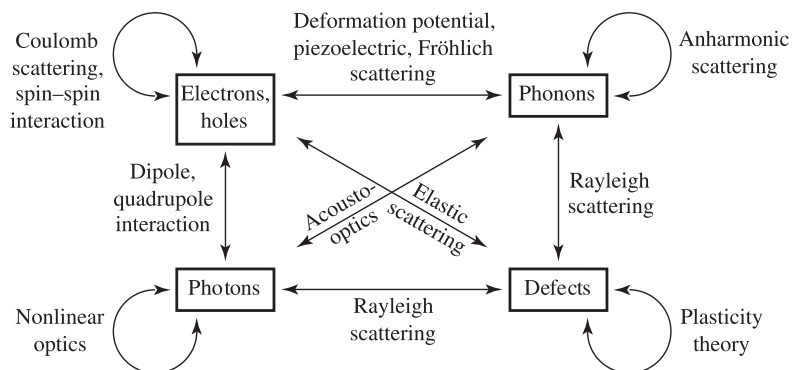 Coulomb
scattering,
spin–spin
interaction
Deformation potential,
piezoelectric, Fröhlich
scattering
Anharmonic
scattering
Electrons,
holes
Phonons
Dipole,
quadrupole
interaction
Acousto-
optics
Elastic
scattering
Rayleigh
scattering
Photons
Defects
Nonlinear
optics
Rayleigh
scattering
Plasticity
theory